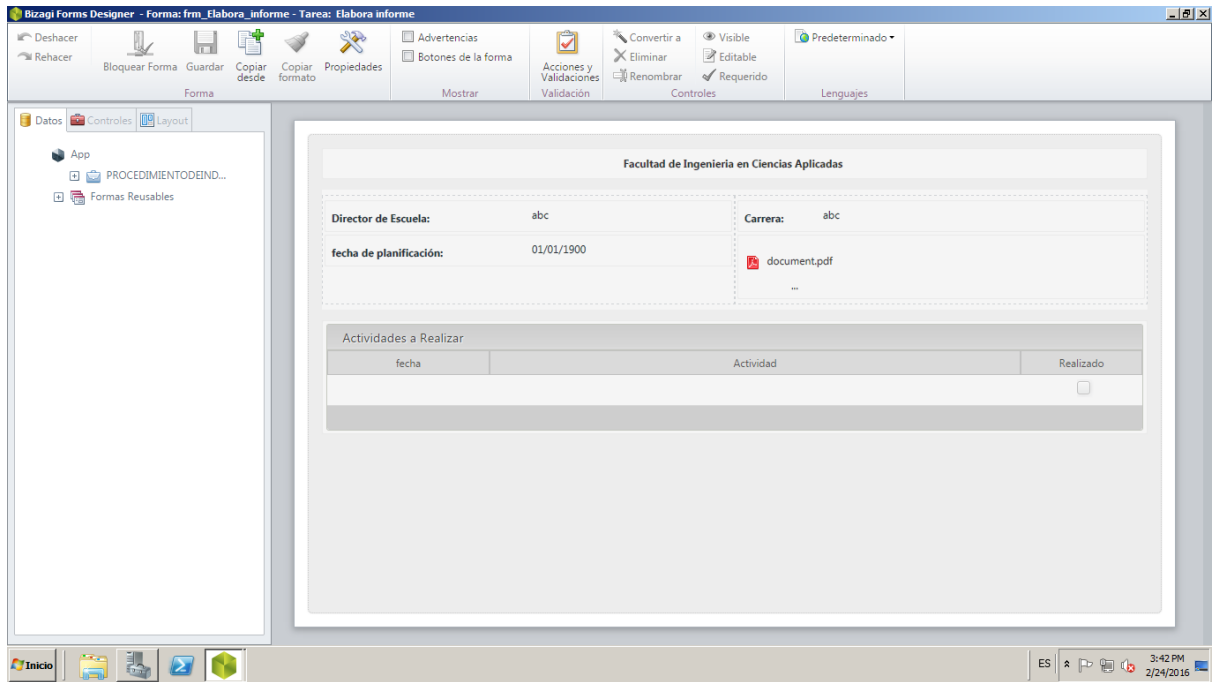 Bizagi Forms Designer - Forma: frm_Elabora_informe - Tarea: Elabora informe
Deshacer
Rehacer
Bloquear Forma
Guardar
Copiar desde
Copiar formato
Propiedades
Forma
Advertencias
Botones de la forma
Mostrar
Acciones y Validaciones
Validación
Convertir a
Eliminar
Renombrar
Visible
Editable
Requerido
Controles
Predeterminado
Lenguajes
Datos Controles Layout
App
PROCEDIMIENTODEIND...
Formas Reusables
Facultad de Ingenieria en Ciencias Aplicadas
Director de Escuela: abc
Carrera: abc
fecha de planificación: 01/01/1900
document.pdf
...
Actividades a Realizar
fecha Actividad Realizado
Inicio
ES
3:42 PM
2/24/2016